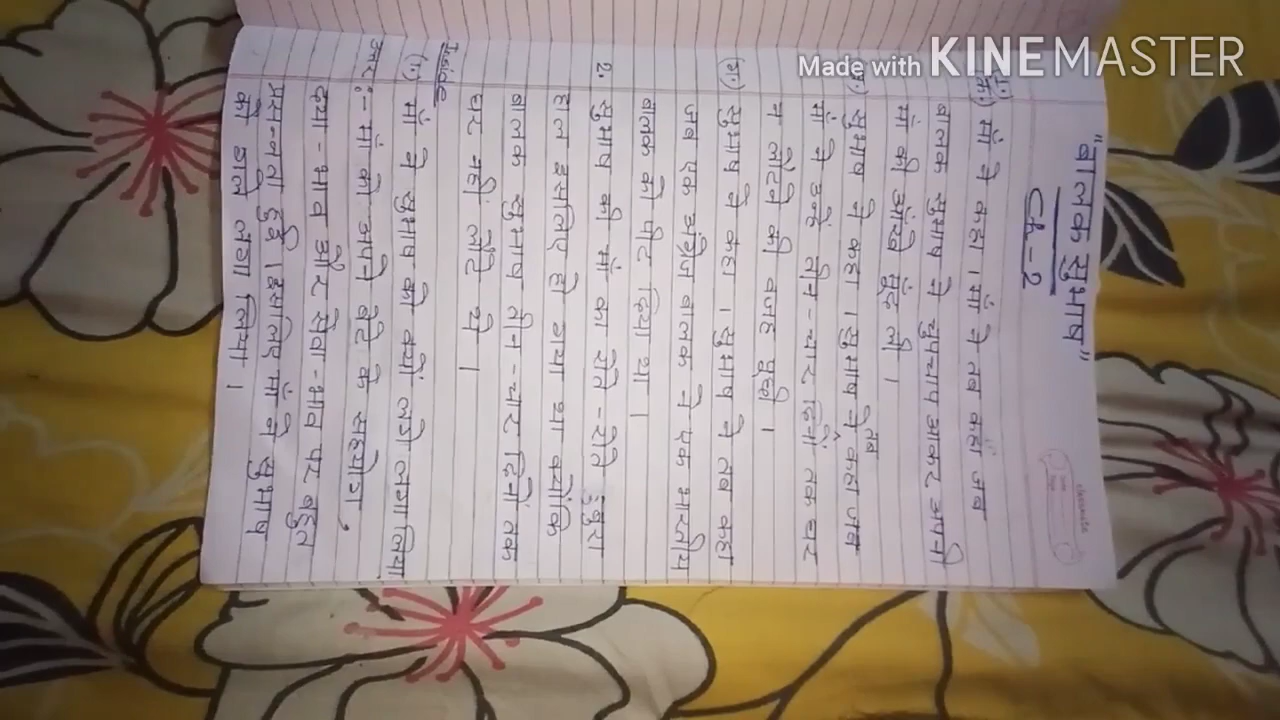 Made with KINEMASTER
classmate
"बालक सुभाष"
Ch-2
1.
(क.) माँ ने कहा । माँ ने तब कहा जब
बालक सुभाष ने चुपचाप आकर अपनी
माँ की आँखे मूंद ली ।
सुभाष ने कहा । सुभाष ने तब कहा जब
माँ ने उन्हे तीन-चार दिनों तक घर
न लौटने की वजह पूछी ।
सुभाष ने कहा । सुभाष ने तब कहा
जब एक अंग्रेज बालक ने एक भारतीय
बालक को पीट दिया था ।
2. सुभाष की माँ का रोते-रोते बुरा
हाल इसलिए हो गया था क्योंकि
बालक सुभाष तीन-चार दिनों तक
घर नहीं लौटे थे ।
Inside
(1.) माँ ने सुभाष को क्यों गले लगा लिया
उत्तर:- माँ को अपने बेटे के सहयोग,
दया-भाव और सेवा-भाव पर बहुत
प्रसन्नता हुई । इसलिए माँ ने सुभाष
को गले लगा लिया ।